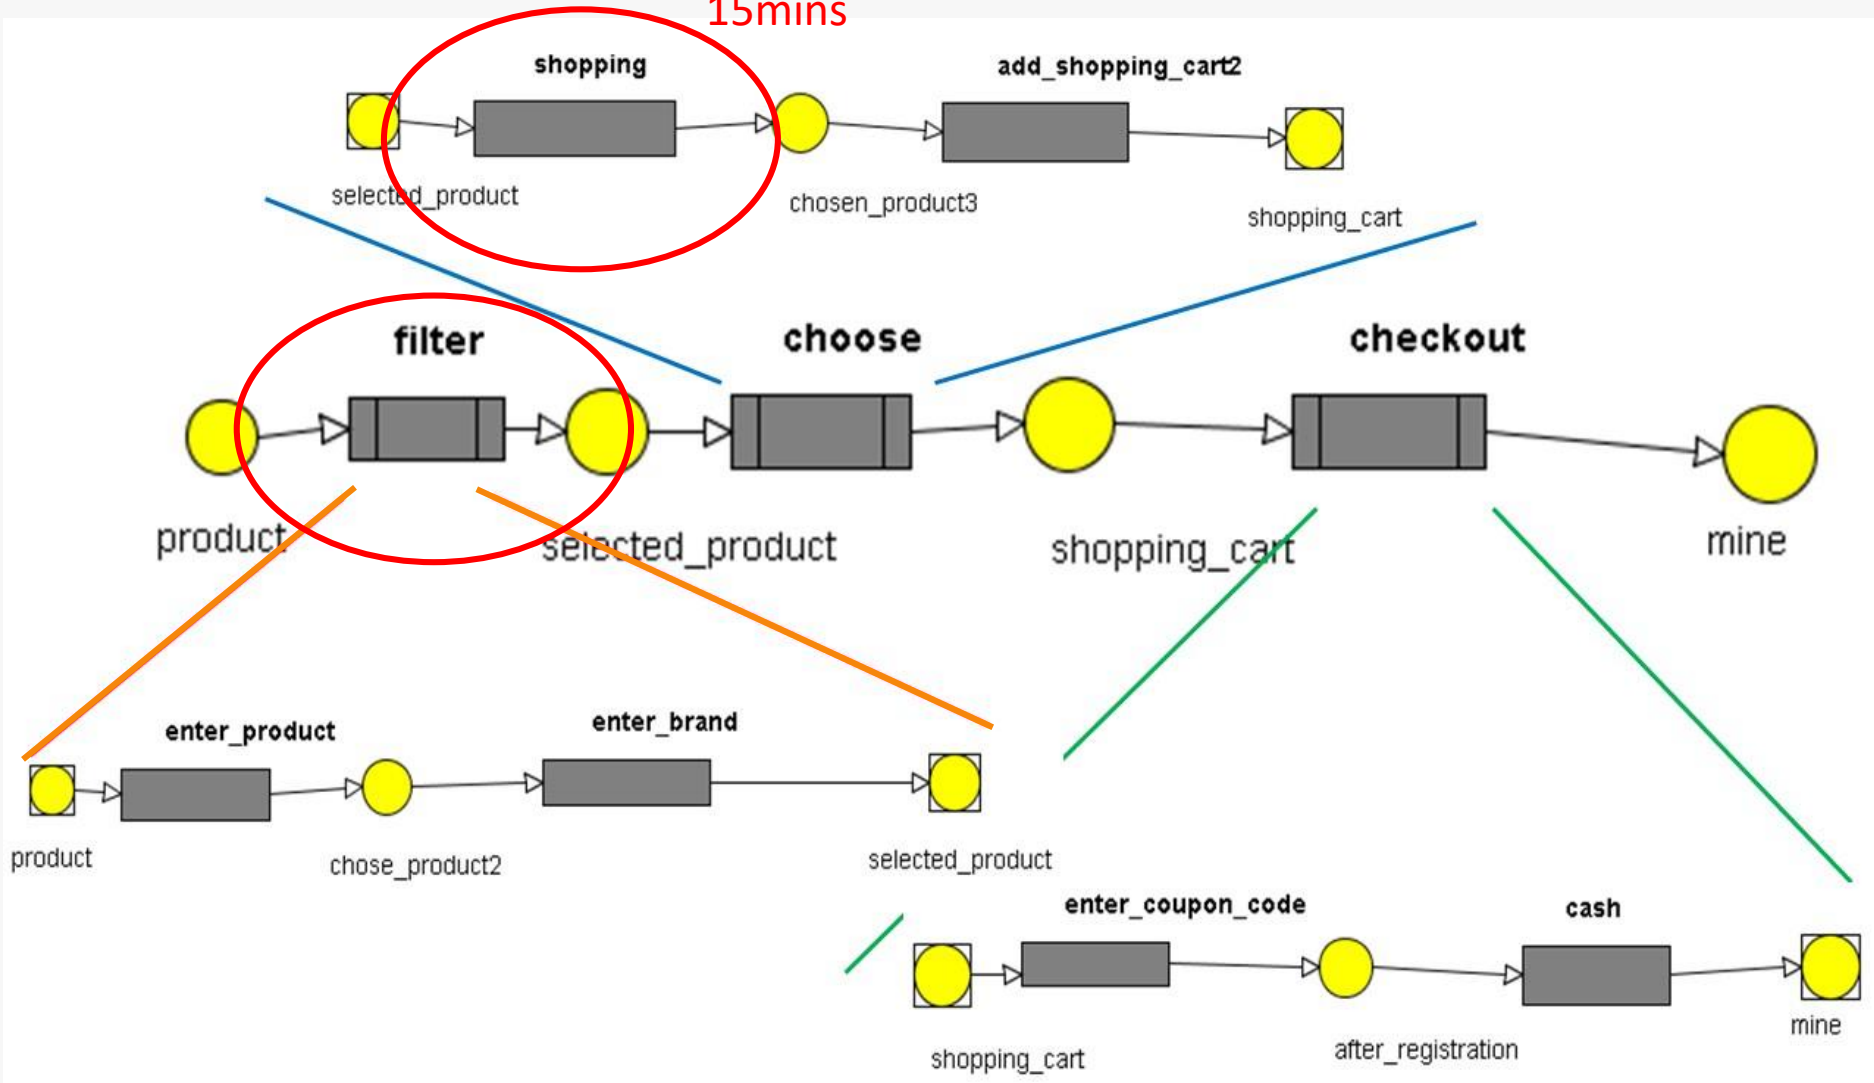 15mins
shopping
add_shopping_cart2
selected_product
chosen_product3
shopping_cart
filter
choose
checkout
product
selected_product
shopping_cart
mine
enter_product
enter_brand
product
chose_product2
selected_product
enter_coupon_code
cash
shopping_cart
after_registration
mine